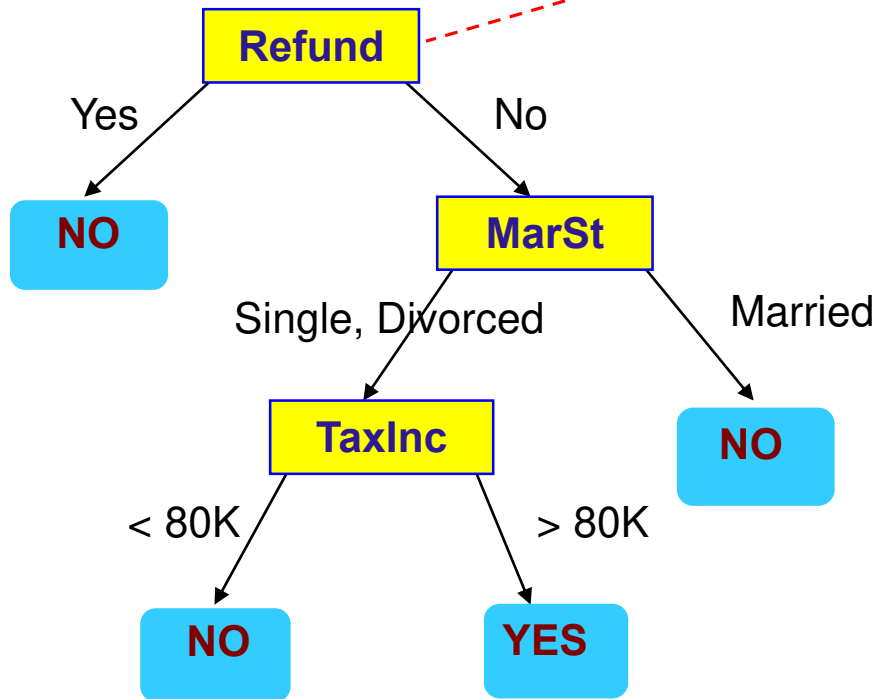 Refund
Yes
No
NO
MarSt
Single, Divorced
Married
TaxInc
NO
< 80K
> 80K
NO
YES